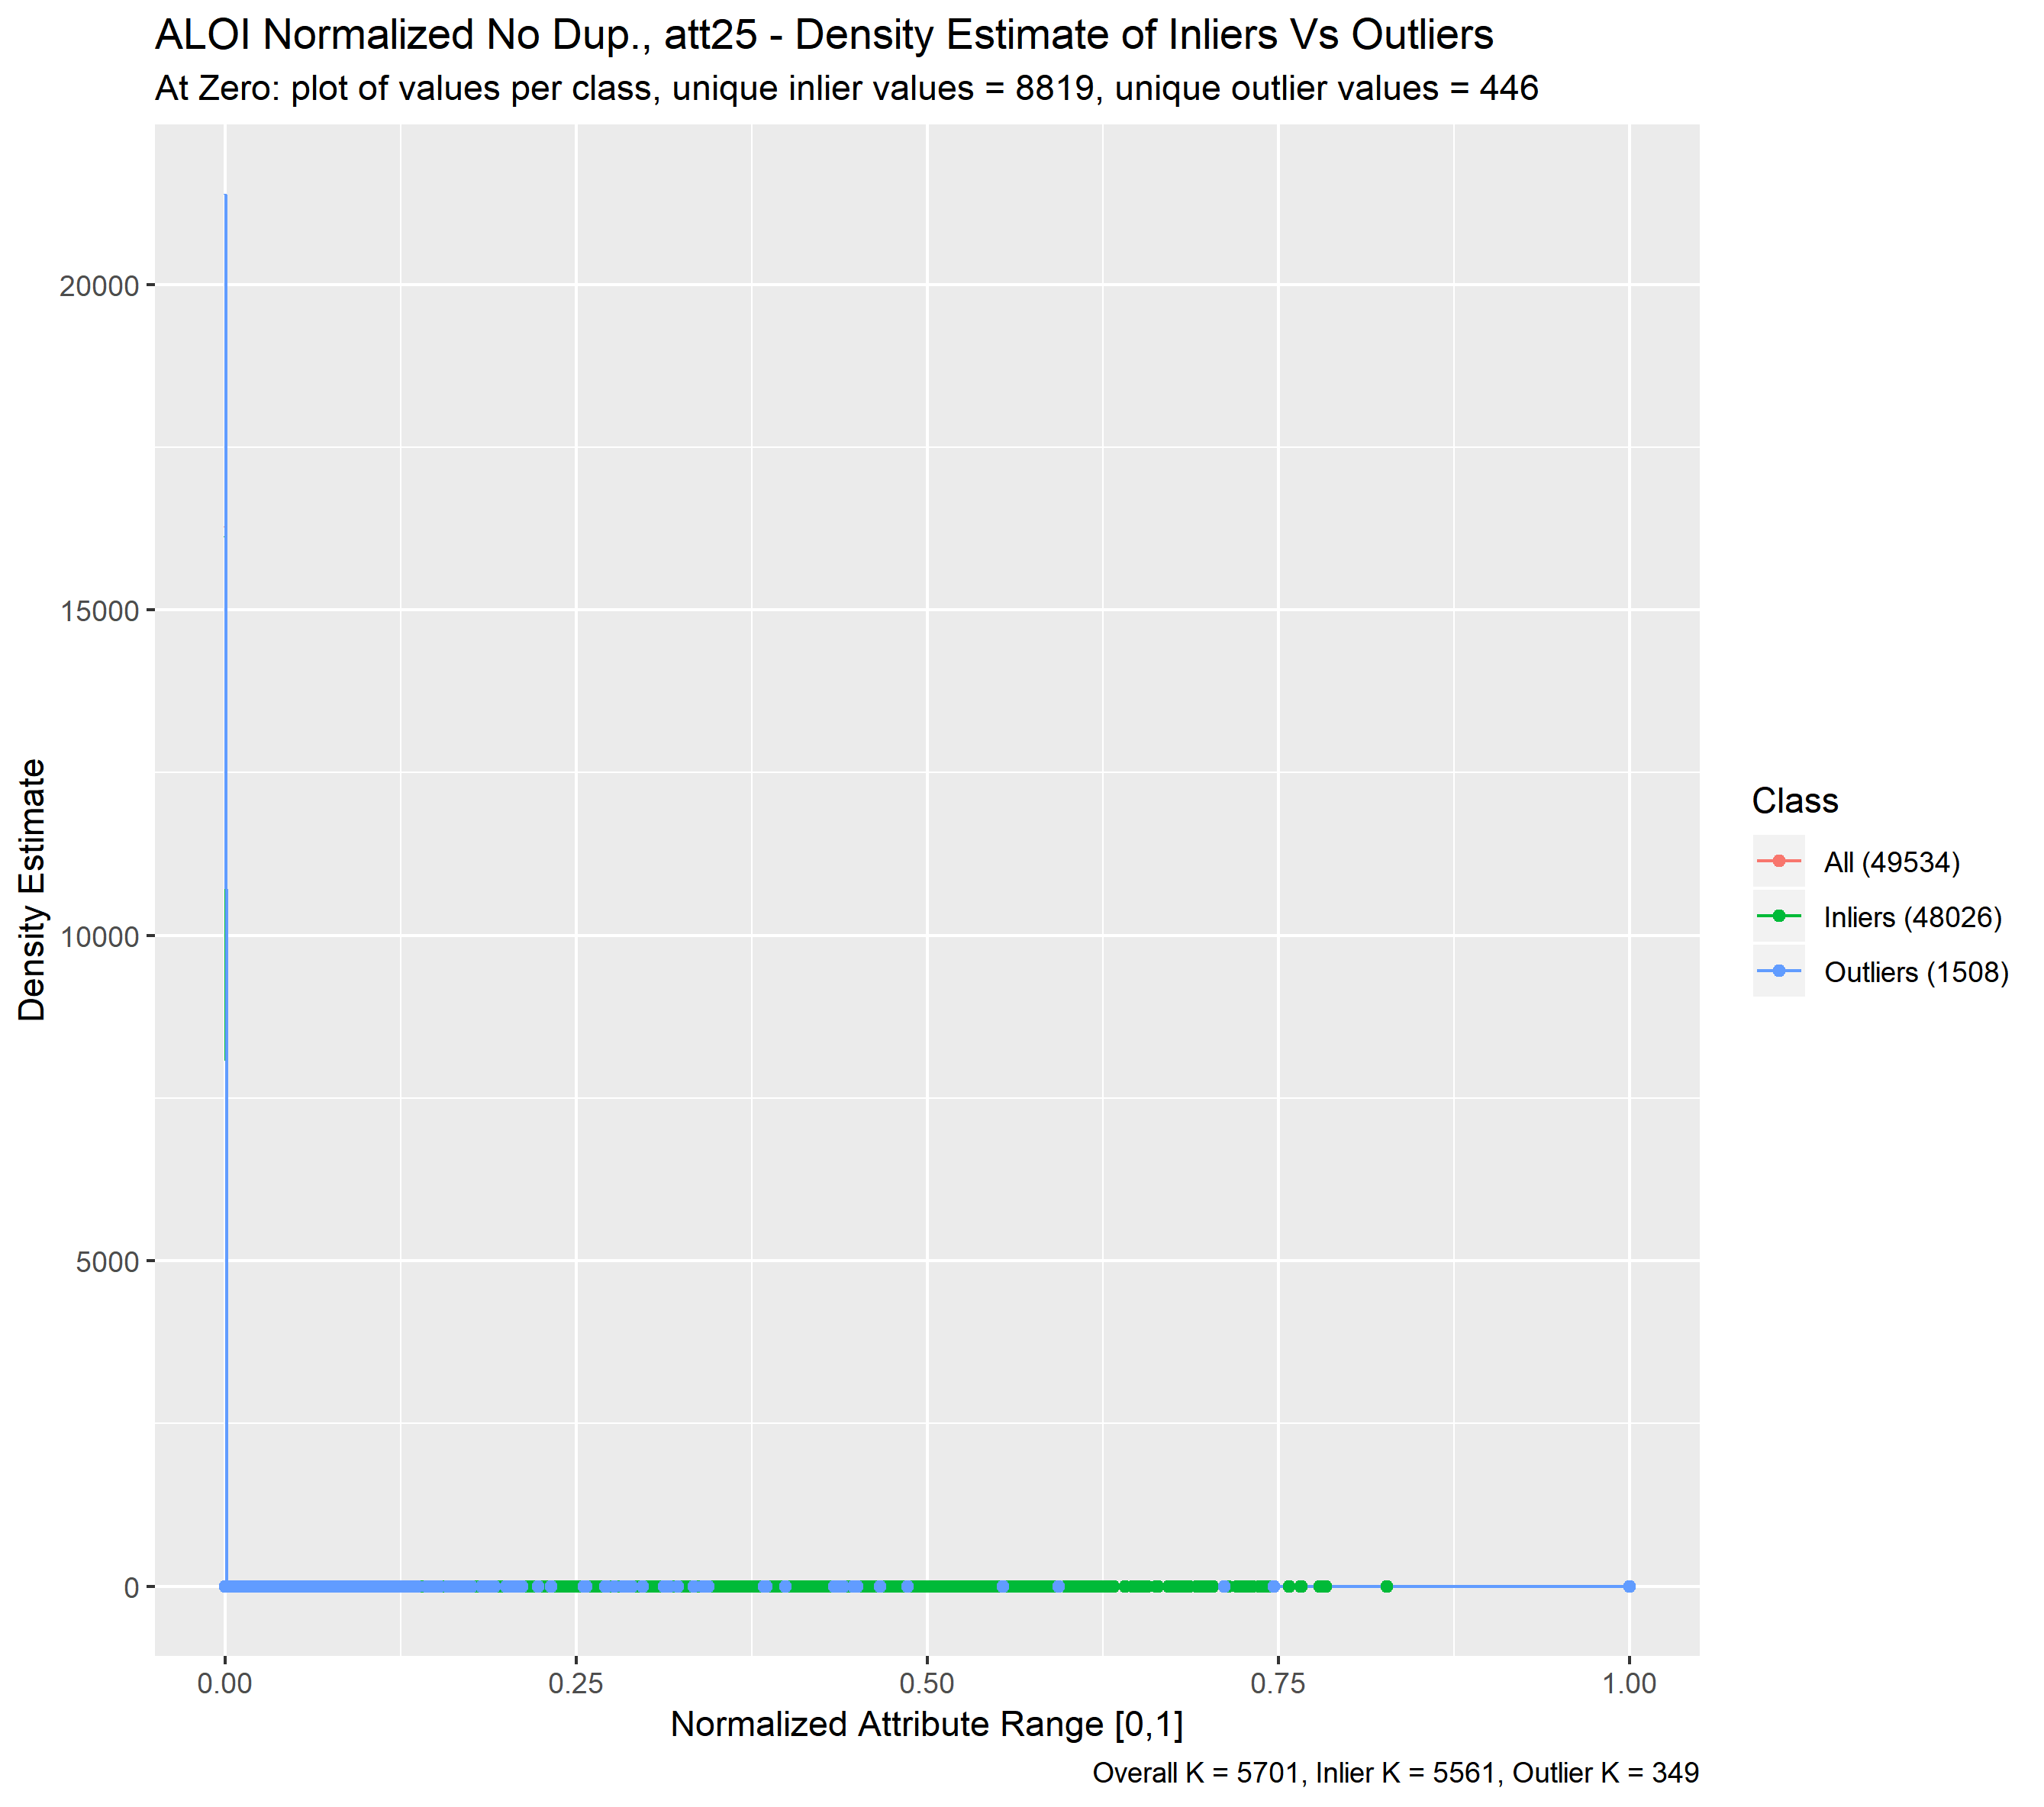 ALOI Normalized No Dup., att25 - Density Estimate of Inliers Vs Outliers
At Zero: plot of values per class, unique inlier values = 8819, unique outlier values = 446
Density Estimate
20000
15000
10000
5000
0
0.00 0.25 0.50 0.75 1.00
Normalized Attribute Range [0,1]
Overall K = 5701, Inlier K = 5561, Outlier K = 349
Class
All (49534)
Inliers (48026)
Outliers (1508)